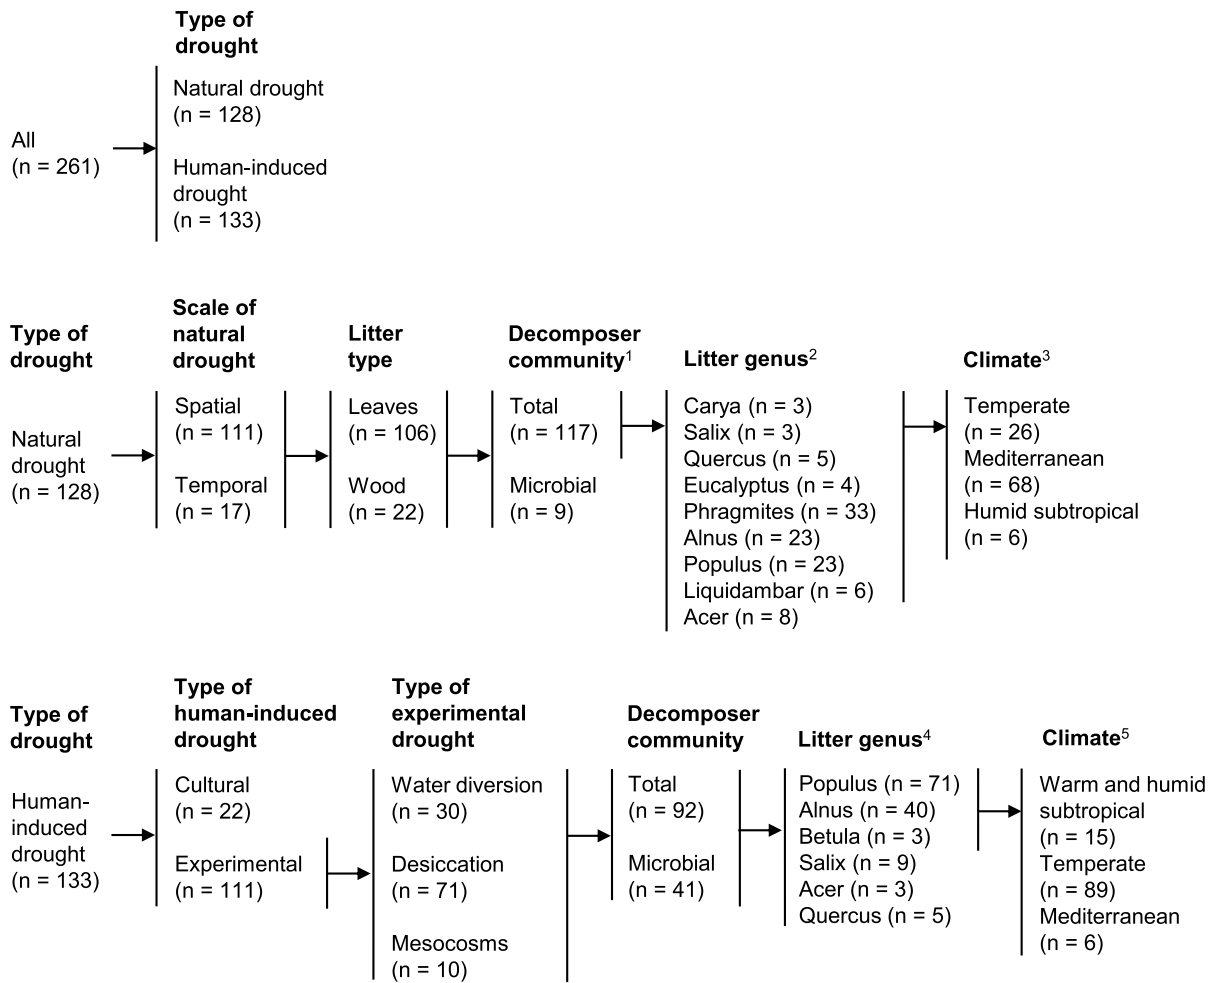 Type of
drought
Natural drought
(n = 128)
All
(n = 261)
Human-induced
drought
(n = 133)
Type of
drought
Scale of
natural
drought
Litter
type
Decomposer
community1
Litter genus2
Climate3
Natural
drought
(n = 128)
Spatial
(n = 111)
Temporal
(n = 17)
Leaves
(n = 106)
Wood
(n = 22)
Total
(n = 117)
Microbial
(n = 9)
Carya (n = 3)
Salix (n = 3)
Quercus (n = 5)
Eucalyptus (n = 4)
Phragmites (n = 33)
Alnus (n = 23)
Populus (n = 23)
Liquidambar (n = 6)
Acer (n = 8)
Temperate
(n = 26)
Mediterranean
(n = 68)
Humid subtropical
(n = 6)
Type of
drought
Type of
human-induced
drought
Type of
experimental
drought
Decomposer
community
Litter genus4
Climate5
Human-
induced
drought
(n = 133)
Cultural
(n = 22)
Experimental
(n = 111)
Water diversion
(n = 30)
Desiccation
(n = 71)
Mesocosms
(n = 10)
Total
(n = 92)
Microbial
(n = 41)
Populus (n = 71)
Alnus (n = 40)
Betula (n = 3)
Salix (n = 9)
Acer (n = 3)
Quercus (n = 5)
Warm and humid
subtropical
(n = 15)
Temperate
(n = 89)
Mediterranean
(n = 6)